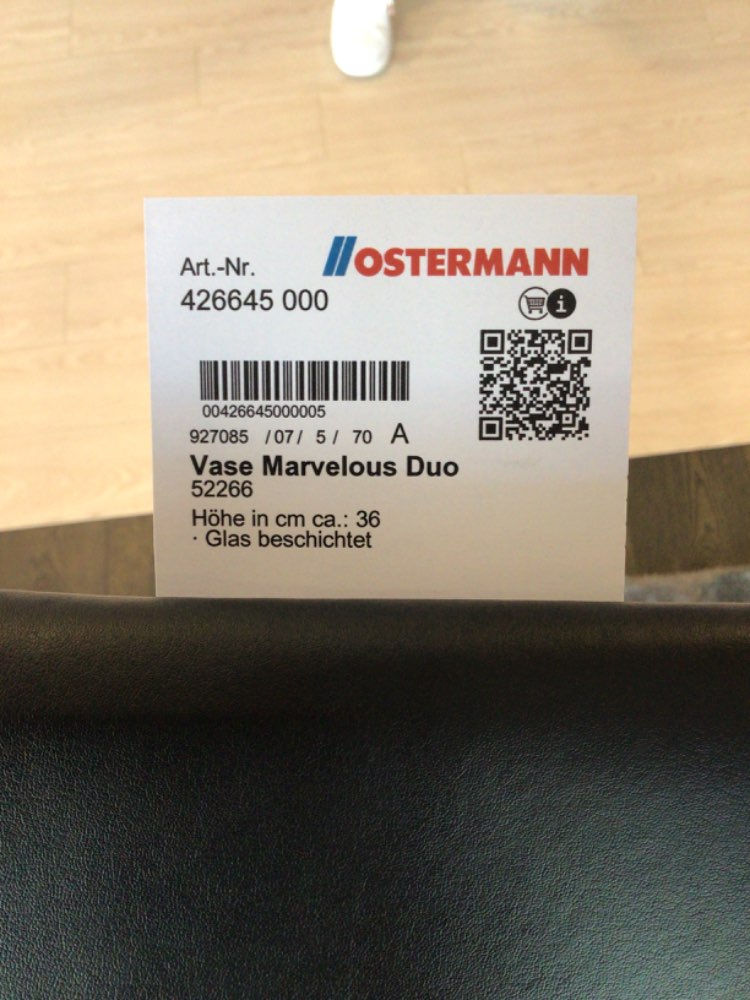 Art.-Nr.
OSTERMANN
426645 000
i
00426645000005
927085 /07/ 5/ 70 A
Vase Marvelous Duo
52266
Höhe in cm ca.: 36
· Glas beschichtet